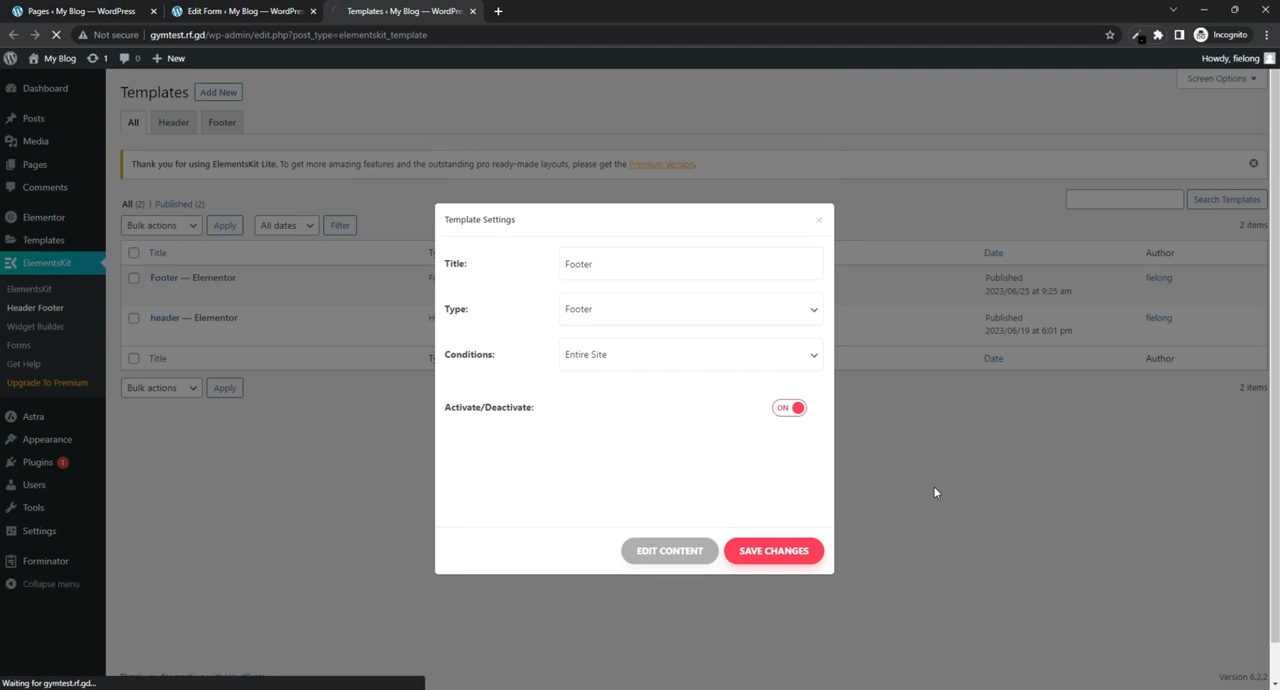 Pages ‹ My Blog — WordPress
Edit Form ‹ My Blog — WordPre
Templates ‹ My Blog — WordPre
Not secure
gymtest.rf.gd/wp-admin/edit.php?post_type=elementskit_template
Incognito
My Blog
1
0
New
Howdy, fielong
Screen Options
Dashboard
Posts
Media
Pages
Comments
Elementor
Templates
ElementsKit
ElementsKit
Header Footer
Widget Builder
Forms
Get Help
Upgrade To Premium
Astra
Appearance
Plugins 1
Users
Tools
Settings
Forminator
Collapse menu
Templates
Add New
All
Header
Footer
Thank you for using ElementsKit Lite. To get more amazing features and the outstanding pro ready-made layouts, please get the Premium Version.
All (2) | Published (2)
Search Templates
Bulk actions
Apply
All dates
Filter
2 items
Title
Date
Author
Footer — Elementor
Published
2023/06/25 at 9:25 am
fielong
header — Elementor
Published
2023/06/19 at 6:01 pm
fielong
Title
Date
Author
Bulk actions
Apply
2 items
Template Settings
Title:
Footer
Type:
Footer
Conditions:
Entire Site
Activate/Deactivate:
ON
EDIT CONTENT
SAVE CHANGES
Waiting for gymtest.rf.gd...
Version 6.2.2